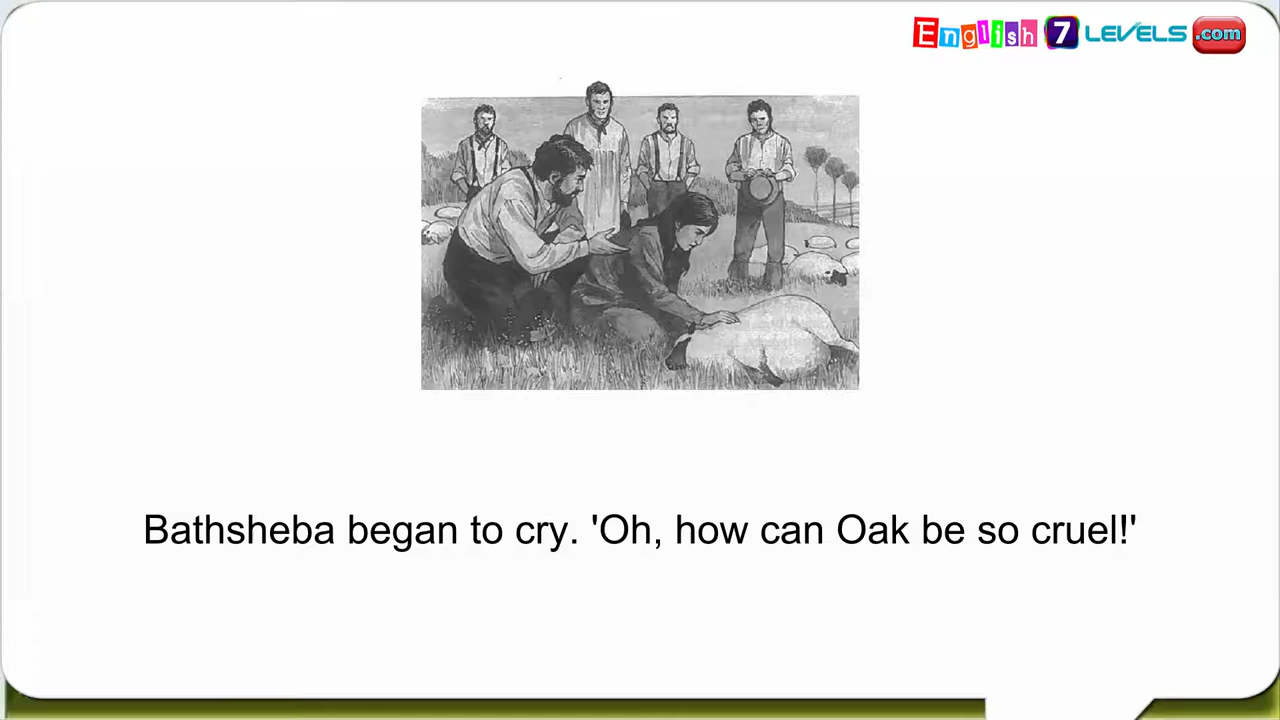 English 7 LEVELS .com
Bathsheba began to cry. 'Oh, how can Oak be so cruel!'